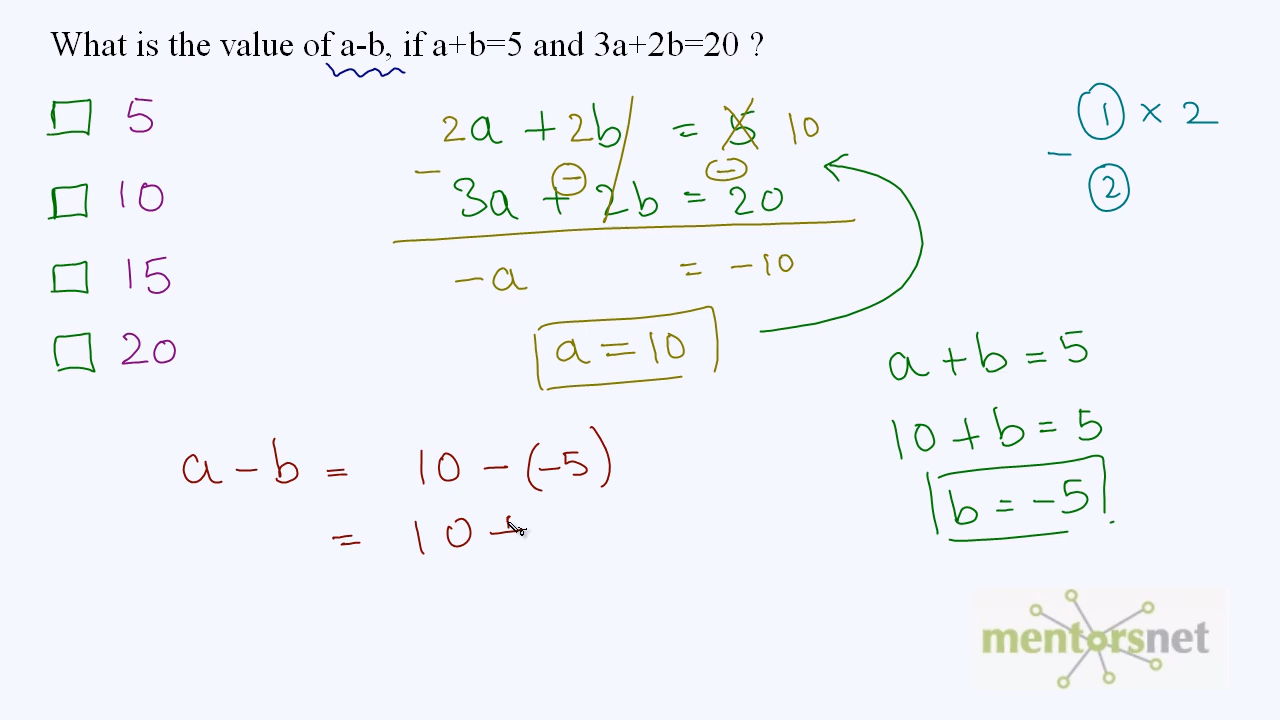 What is the value of a-b, if a+b=5 and 3a+2b=20 ?
5
10
15
20
2a + 2b = 5 10
- 3a + 2b = 20
- -
-a = -10
a = 10
1 × 2
-
2
a + b = 5
10 + b = 5
b = -5
a - b = 10 - (-5)
= 10 +
mentorsnet